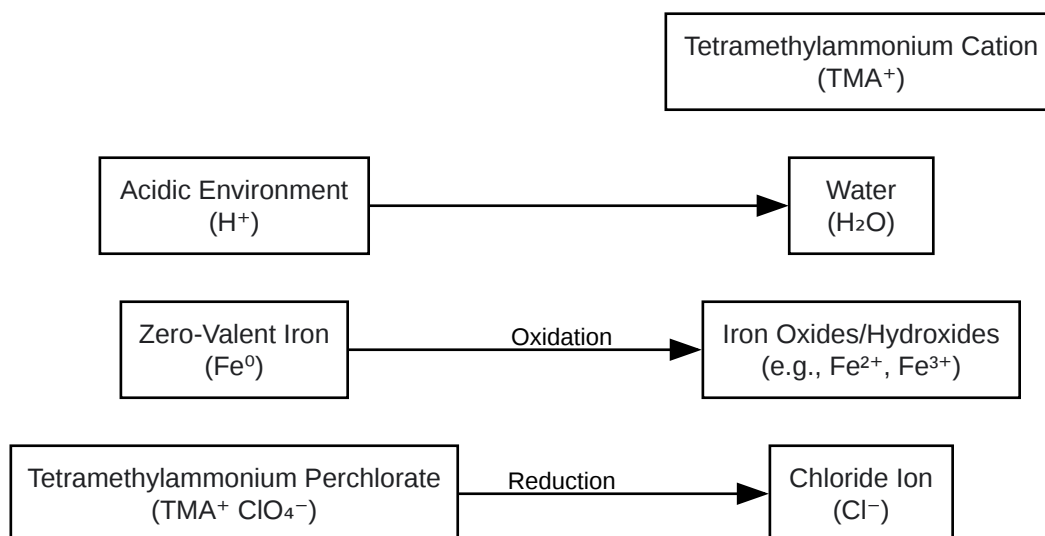 Tetramethylammonium Cation
(TMA⁺)
Acidic Environment
(H⁺)
Water
(H₂O)
Zero-Valent Iron
(Fe⁰)
Oxidation
Iron Oxides/Hydroxides
(e.g., Fe²⁺, Fe³⁺)
Tetramethylammonium Perchlorate
(TMA⁺ ClO₄⁻)
Reduction
Chloride Ion
(Cl⁻)